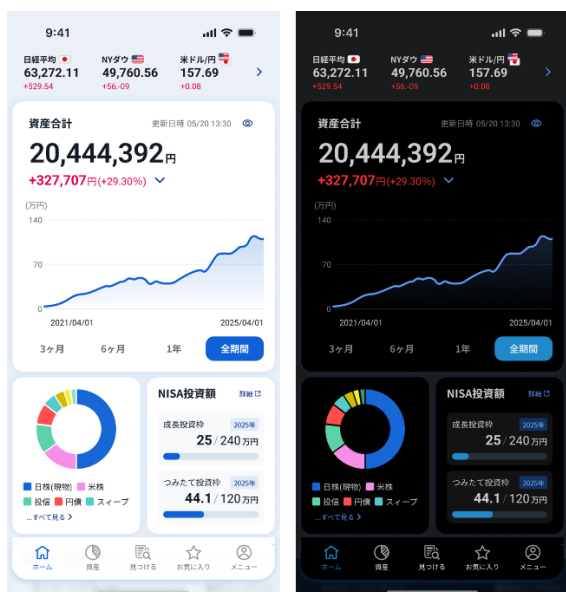 9:41
日経平均 NYダウ 米ドル/円
63,272.11 49,760.56 157.69
+529.54 +56.-09 +0.08
資産合計 更新日時 05/20 13:30
20,444,392円
+327,707円(+29.30%)
(万円)
140
70
0
2021/04/01 2025/04/01
3ヶ月 6ヶ月 1年 全期間
日株(現物) 米株
投信 円債 スイープ
...すべて見る
NISA投資額 詳細
成長投資枠 2025年
25/240万円
つみたて投資枠 2025年
44.1/120万円
ホーム 資産 見つける お気に入り メニュー
9:41
日経平均 NYダウ 米ドル/円
63,272.11 49,760.56 157.69
+529.54 +56.-09 +0.08
資産合計 更新日時 05/20 13:30
20,444,392円
+327,707円(+29.30%)
(万円)
140
70
0
2021/04/01 2025/04/01
3ヶ月 6ヶ月 1年 全期間
日株(現物) 米株
投信 円債 スイープ
...すべて見る
NISA投資額 詳細
成長投資枠 2025年
25/240万円
つみたて投資枠 2025年
44.1/120万円
ホーム 資産 見つける お気に入り メニュー